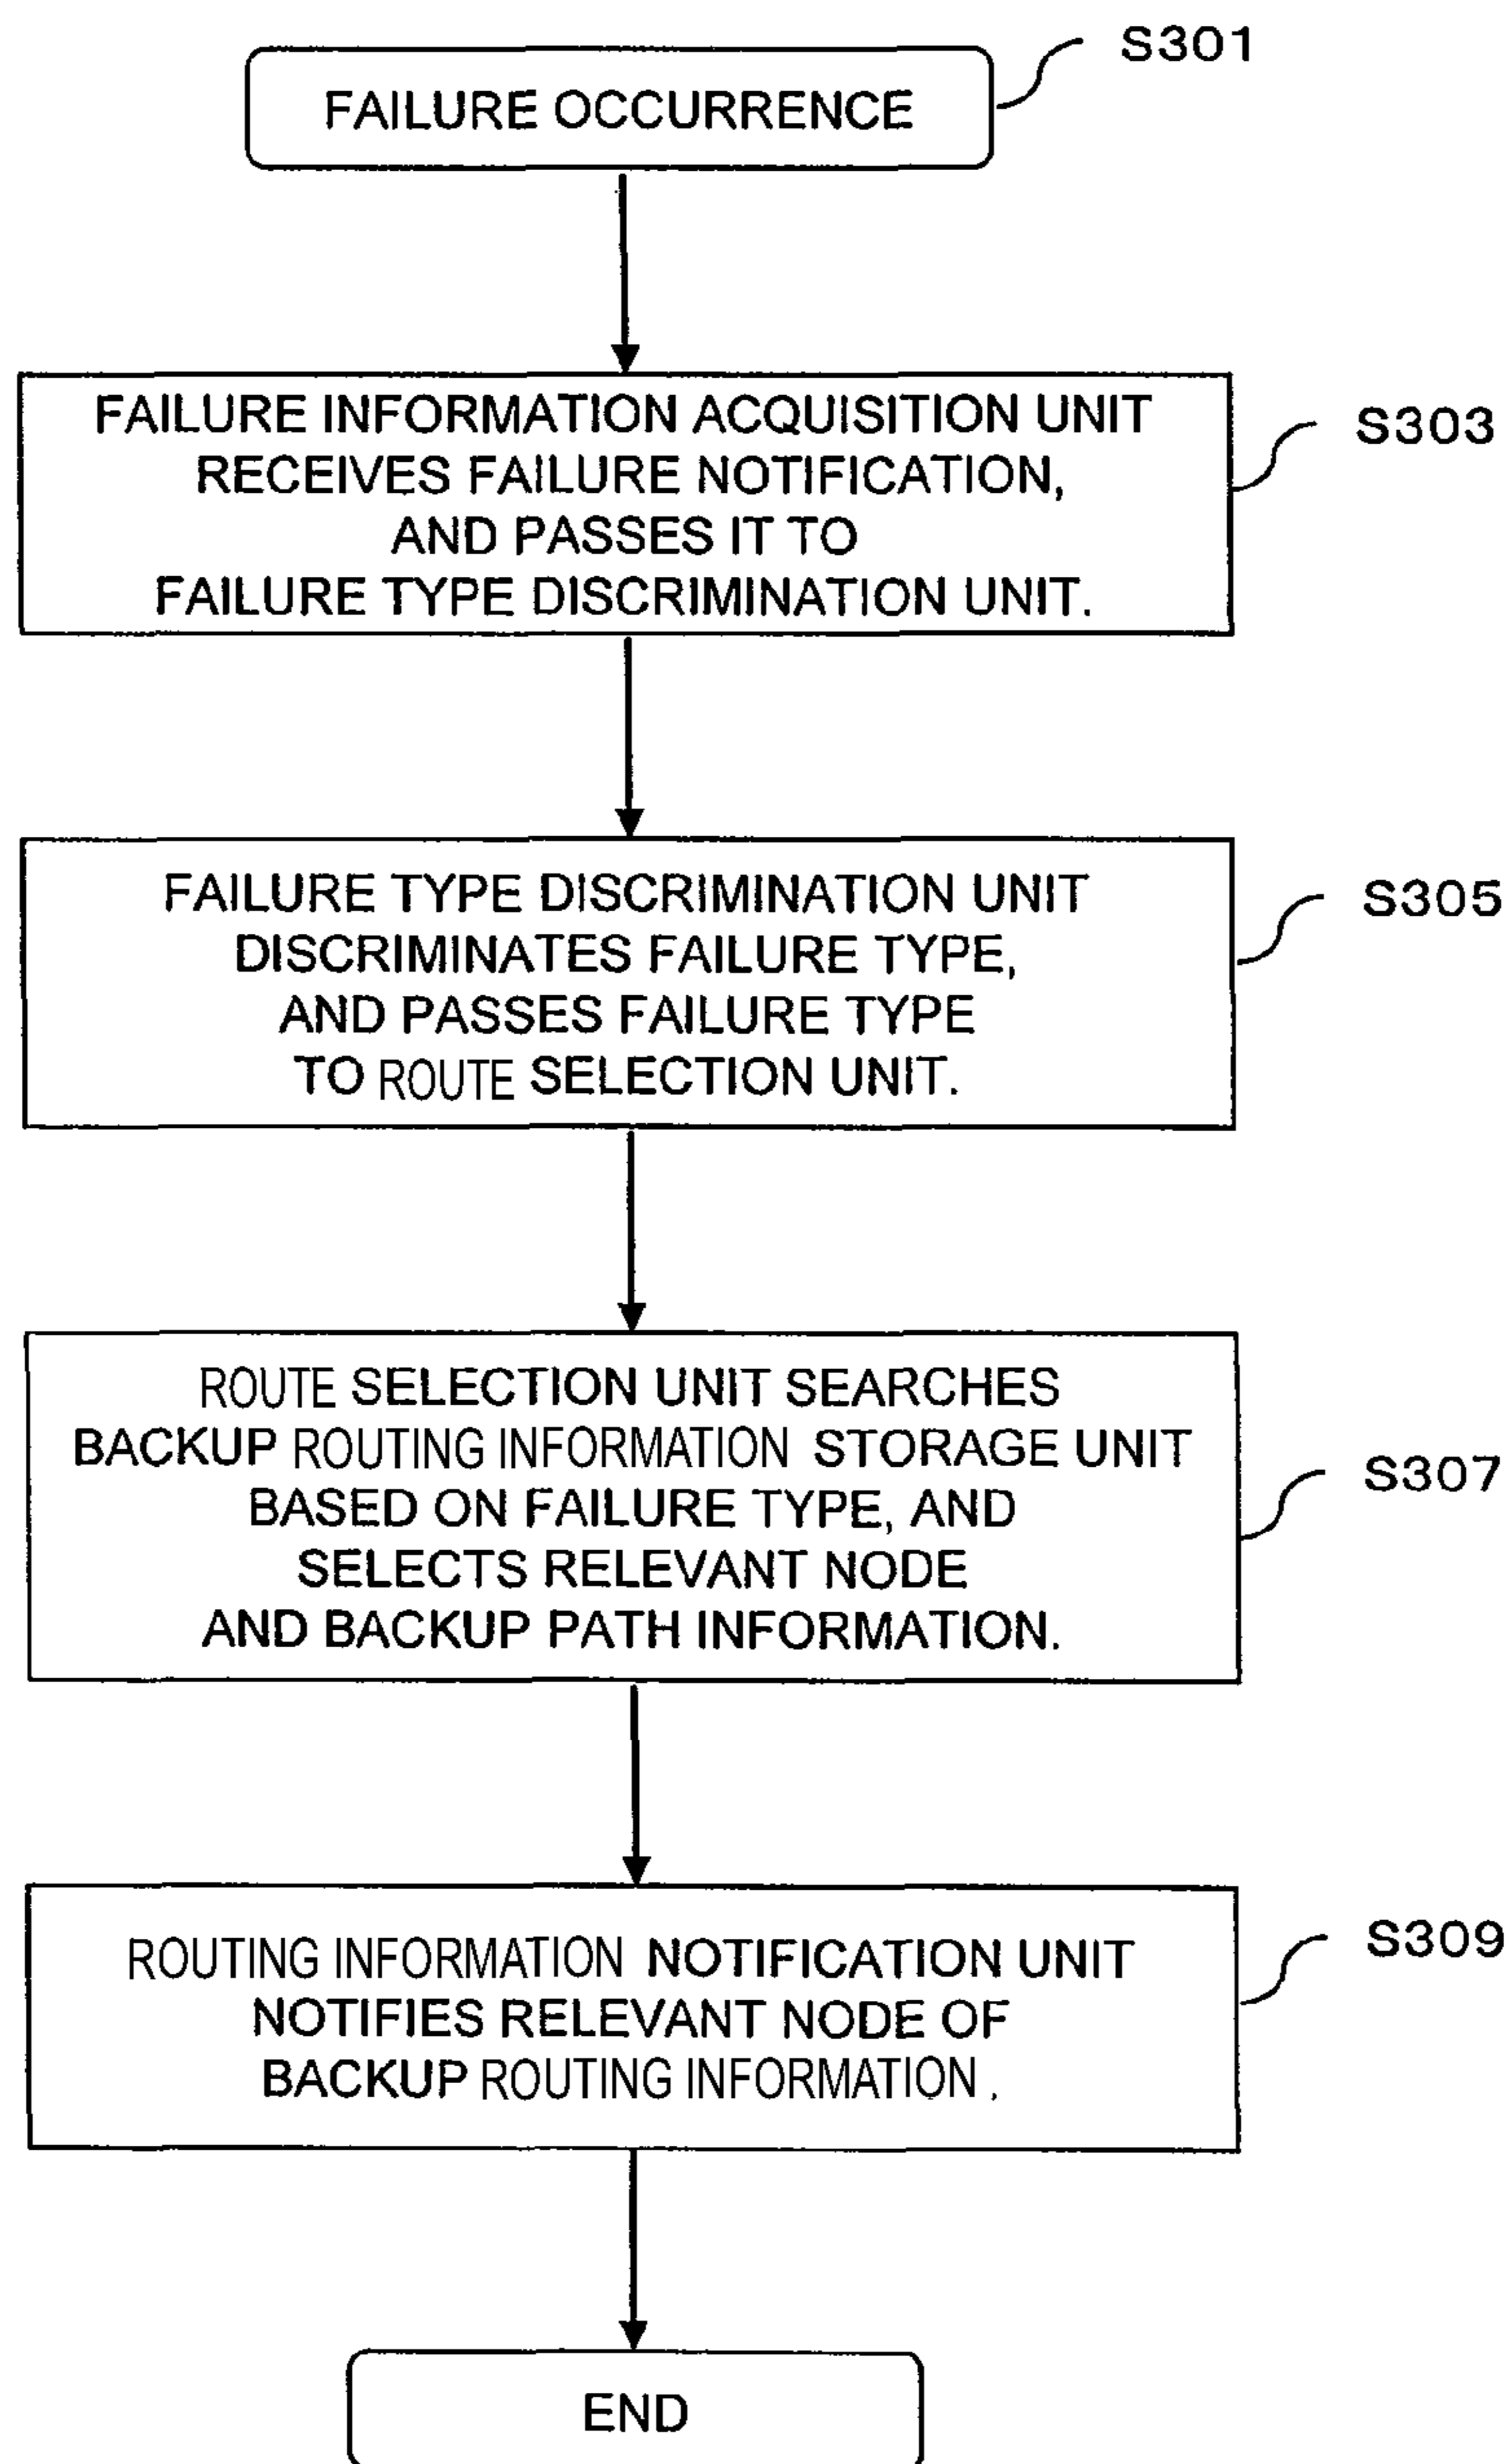 S301
FAILURE OCCURRENCE
FAILURE INFORMATION ACQUISITION UNIT
RECEIVES FAILURE NOTIFICATION,
AND PASSES IT TO
FAILURE TYPE DISCRIMINATION UNIT.
S303
FAILURE TYPE DISCRIMINATION UNIT
DISCRIMINATES FAILURE TYPE,
AND PASSES FAILURE TYPE
TO ROUTE SELECTION UNIT.
S305
ROUTE SELECTION UNIT SEARCHES
BACKUP ROUTING INFORMATION STORAGE UNIT
BASED ON FAILURE TYPE, AND
SELECTS RELEVANT NODE
AND BACKUP PATH INFORMATION.
S307
ROUTING INFORMATION NOTIFICATION UNIT
NOTIFIES RELEVANT NODE OF
BACKUP ROUTING INFORMATION.
S309
END